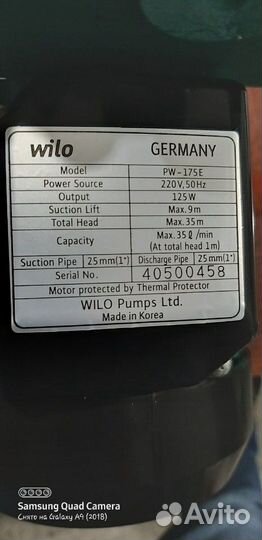 wilo GERMANY
Model PW-175E
Power Source 220V,50Hz
Output 125W
Suction Lift Max. 9m
Total Head Max. 35m
Capacity Max. 35ℓ/min
(At total head 1m)
Suction Pipe 25mm(1") Discharge Pipe 25mm(1")
Serial No. 40500458
Motor protected by Thermal Protector
WILO Pumps Ltd.
Made in Korea
Samsung Quad Camera
Снято на Galaxy A9 (2018)
Avito